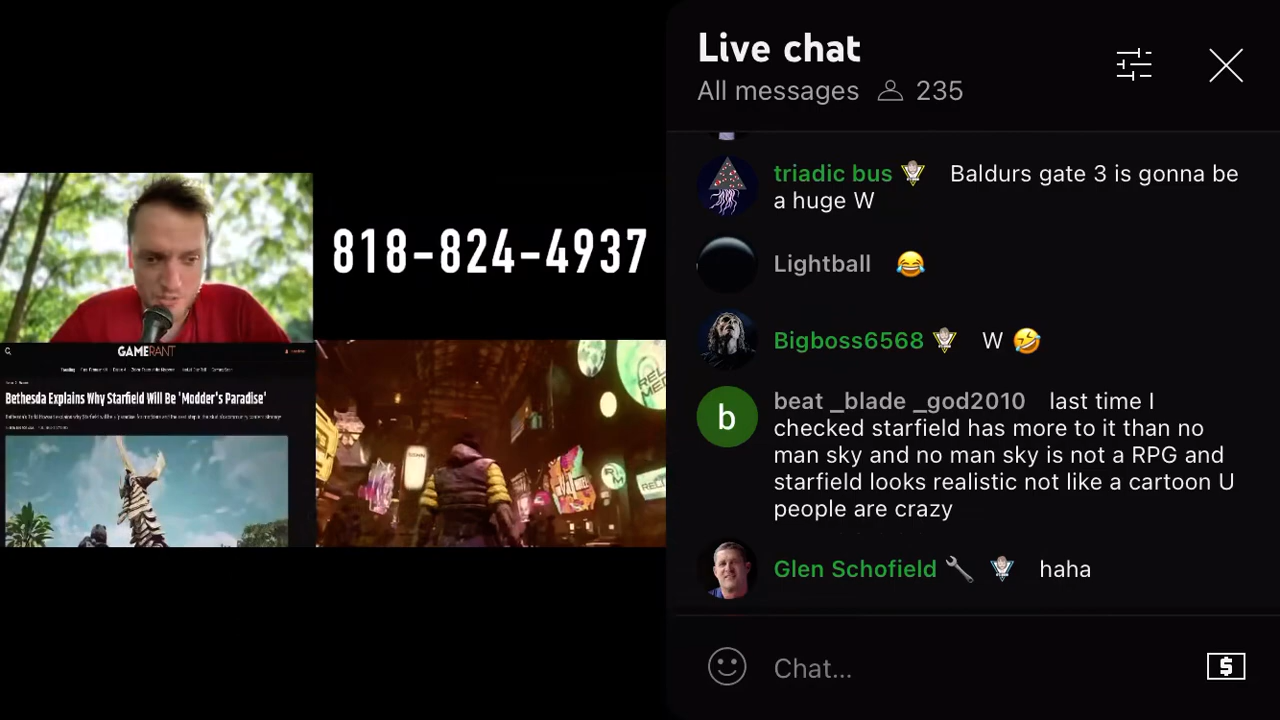 Live chat
All messages 235
triadic bus Baldurs gate 3 is gonna be
a huge W
Lightball 😂
Bigboss6568 W 🤣
b
beat _blade _god2010 last time I
checked starfield has more to it than no
man sky and no man sky is not a RPG and
starfield looks realistic not like a cartoon U
people are crazy
Glen Schofield haha
Chat...
$
818-824-4937
GAMERANT
Bethesda Explains Why Starfield Will Be 'Modder's Paradise'